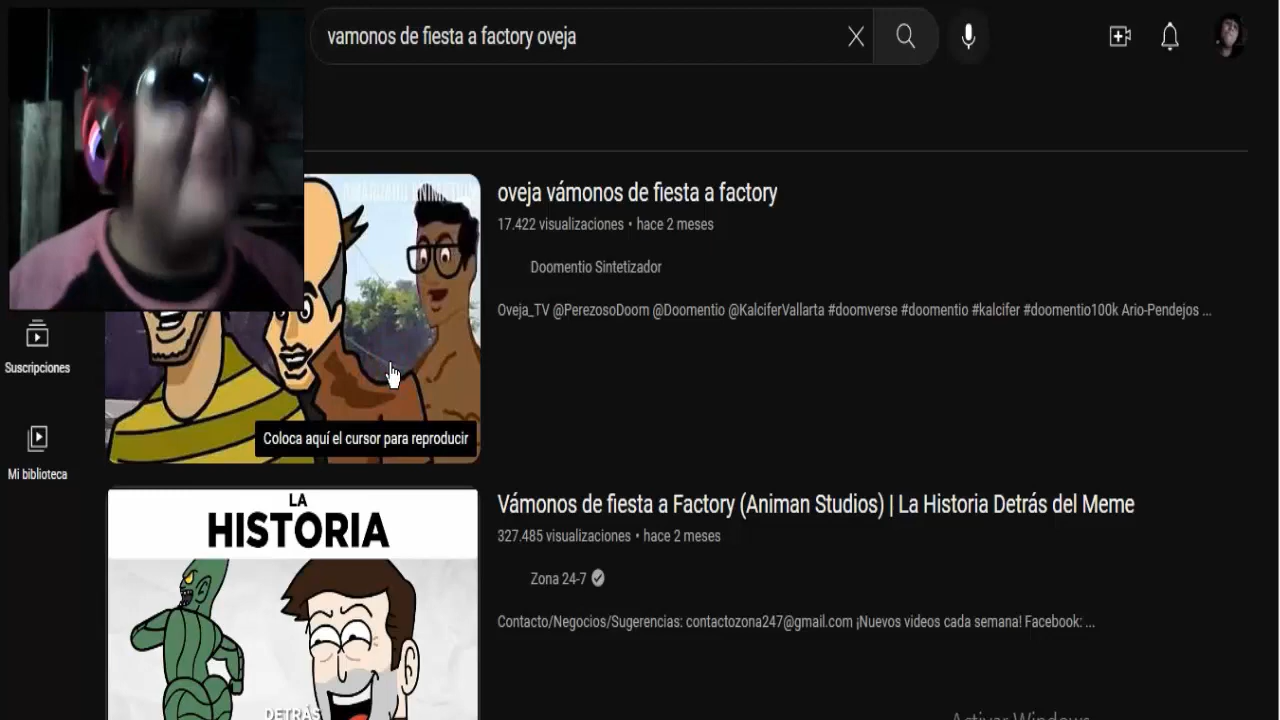 vamonos de fiesta a factory oveja
oveja vámonos de fiesta a factory
17.422 visualizaciones • hace 2 meses
Doomentio Sintetizador
Oveja_TV @PerezosoDoom @Doomentio @KalciferVallarta #doomverse #doomentio #kalcifer #doomentio100k Ario-Pendejos ...
Suscripciones
Coloca aquí el cursor para reproducir
Mi biblioteca
LA
HISTORIA
DETRÁS
Vámonos de fiesta a Factory (Animan Studios) | La Historia Detrás del Meme
327.485 visualizaciones • hace 2 meses
Zona 24-7
Contacto/Negocios/Sugerencias: contactozona247@gmail.com ¡Nuevos videos cada semana! Facebook: ...
Activar Windows